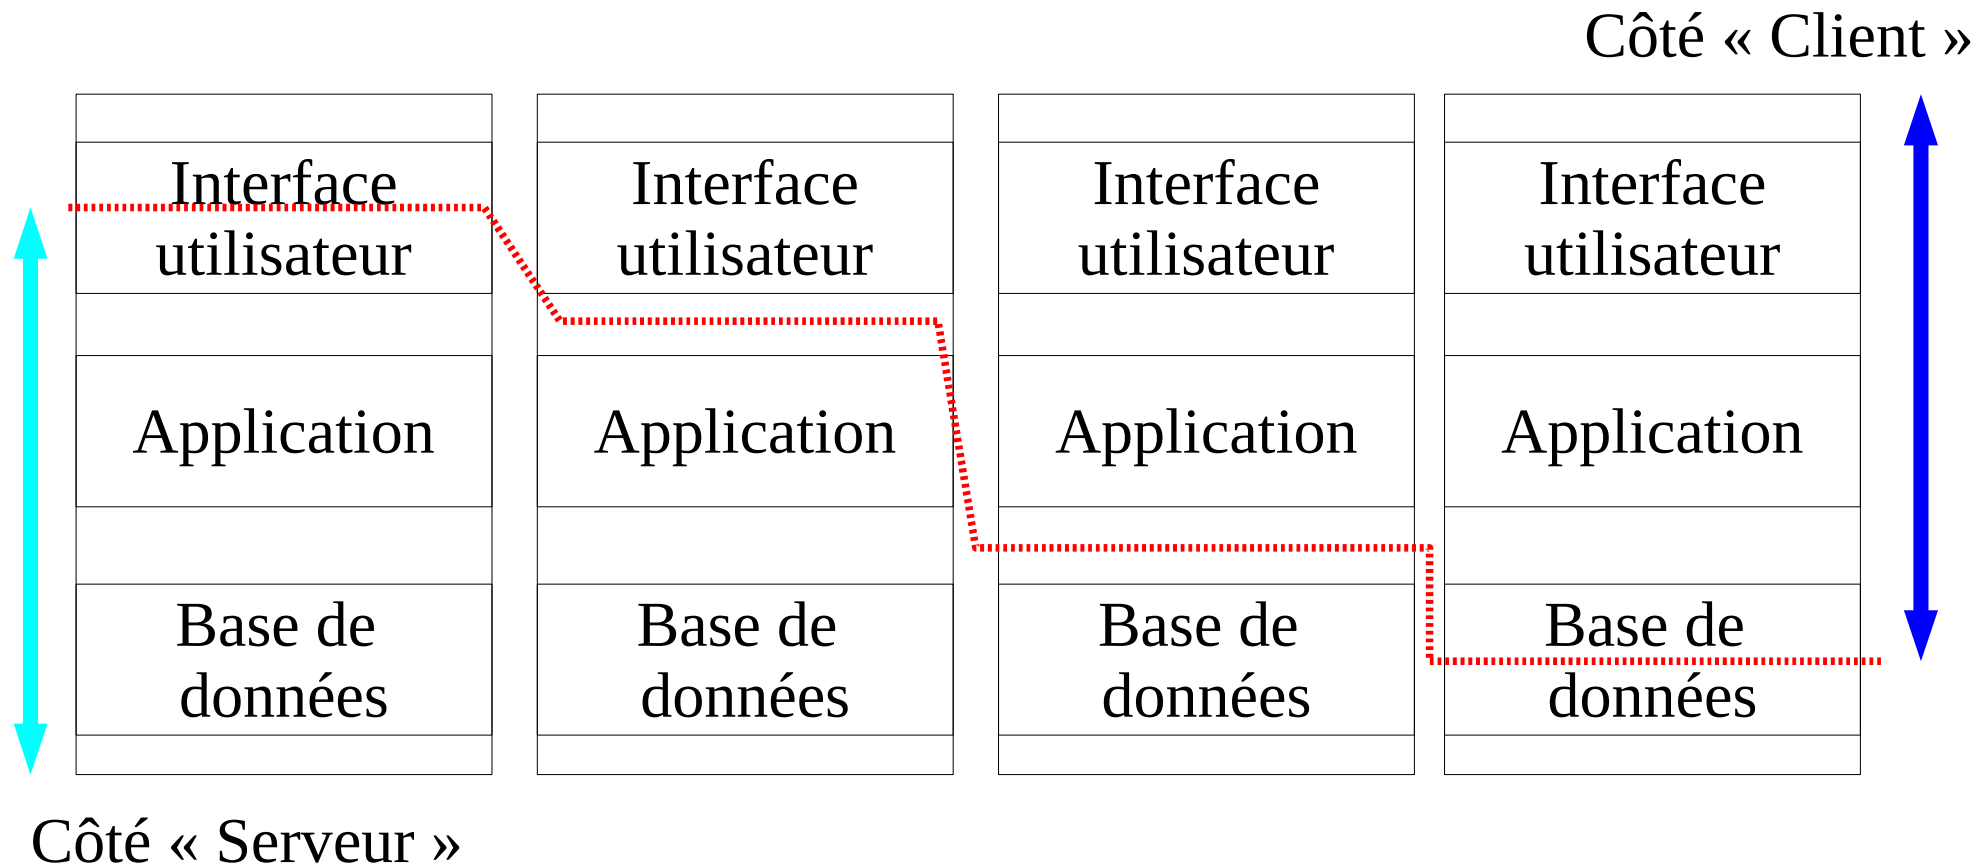 Côté « Client »
Interface
utilisateur
Interface
utilisateur
Interface
utilisateur
Interface
utilisateur
Application
Application
Application
Application
Base de
données
Base de
données
Base de
données
Base de
données
Côté « Serveur »